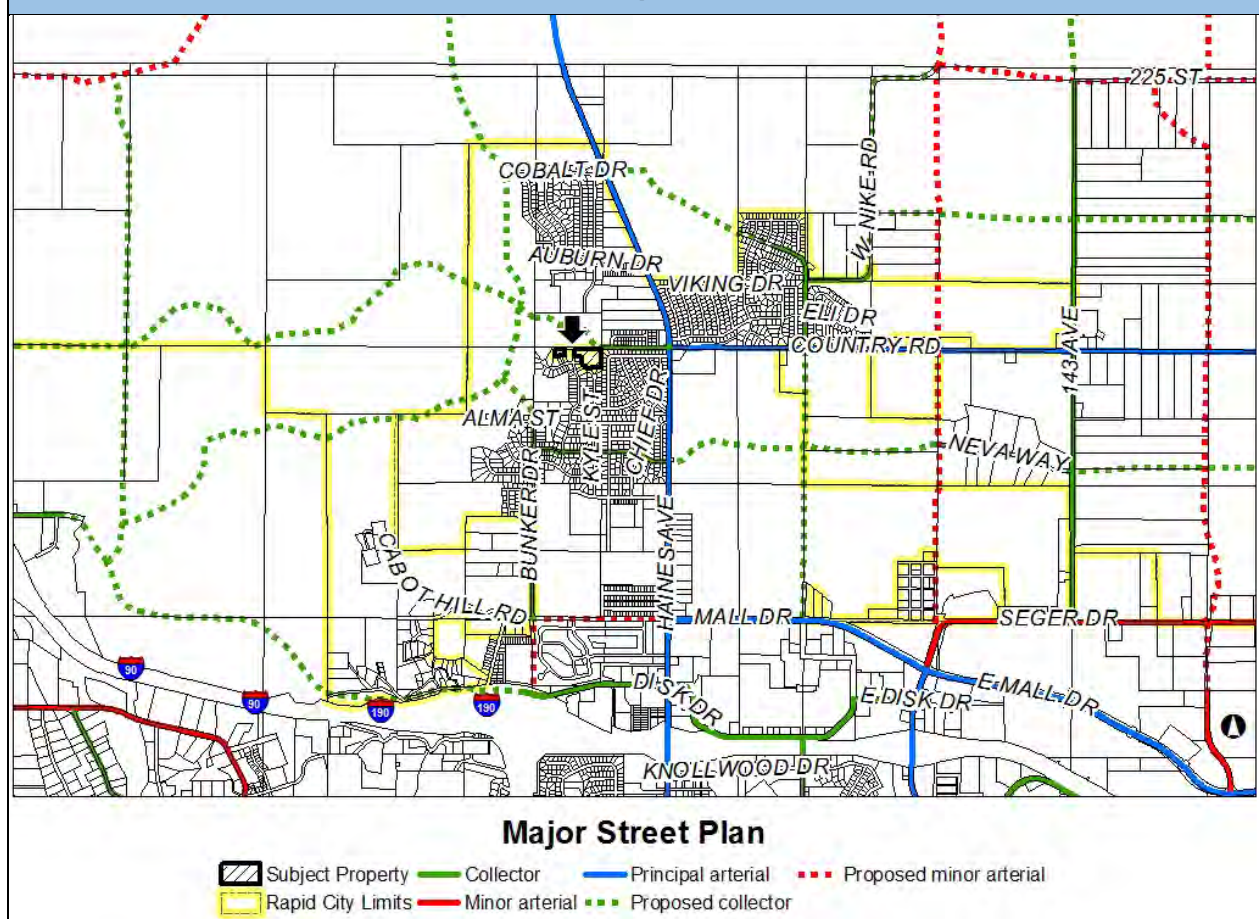 225 ST
COBALT DR
W. NIKE RD
AUBURN DR
VIKING DR
ELI DR
COUNTRY RD
143 AVE
ALMA ST
KYLE ST
CHIEF DR
NEVA WAY
BUNKER DR
HAINES AVE
CABOT HILL RD
MALL DR
SEGER DR
90
90
190
190
DISK DR
E DISK DR
E MALL DR
KNOLLWOOD DR
Major Street Plan
Subject Property Collector Principal arterial Proposed minor arterial
Rapid City Limits Minor arterial Proposed collector